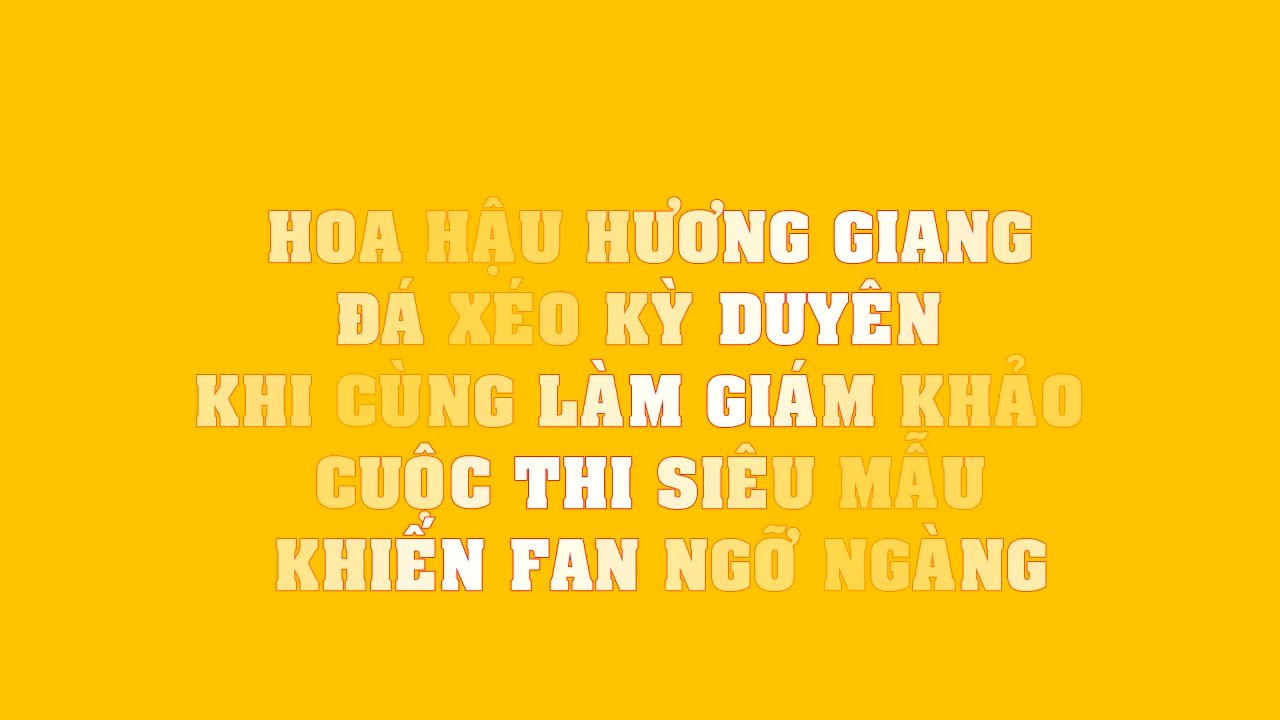 HOA HẬU HƯƠNG GIANG
ĐÁ XÉO KỲ DUYÊN
KHI CÙNG LÀM GIÁM KHẢO
CUỘC THI SIÊU MẪU
KHIẾN FAN NGỠ NGÀNG